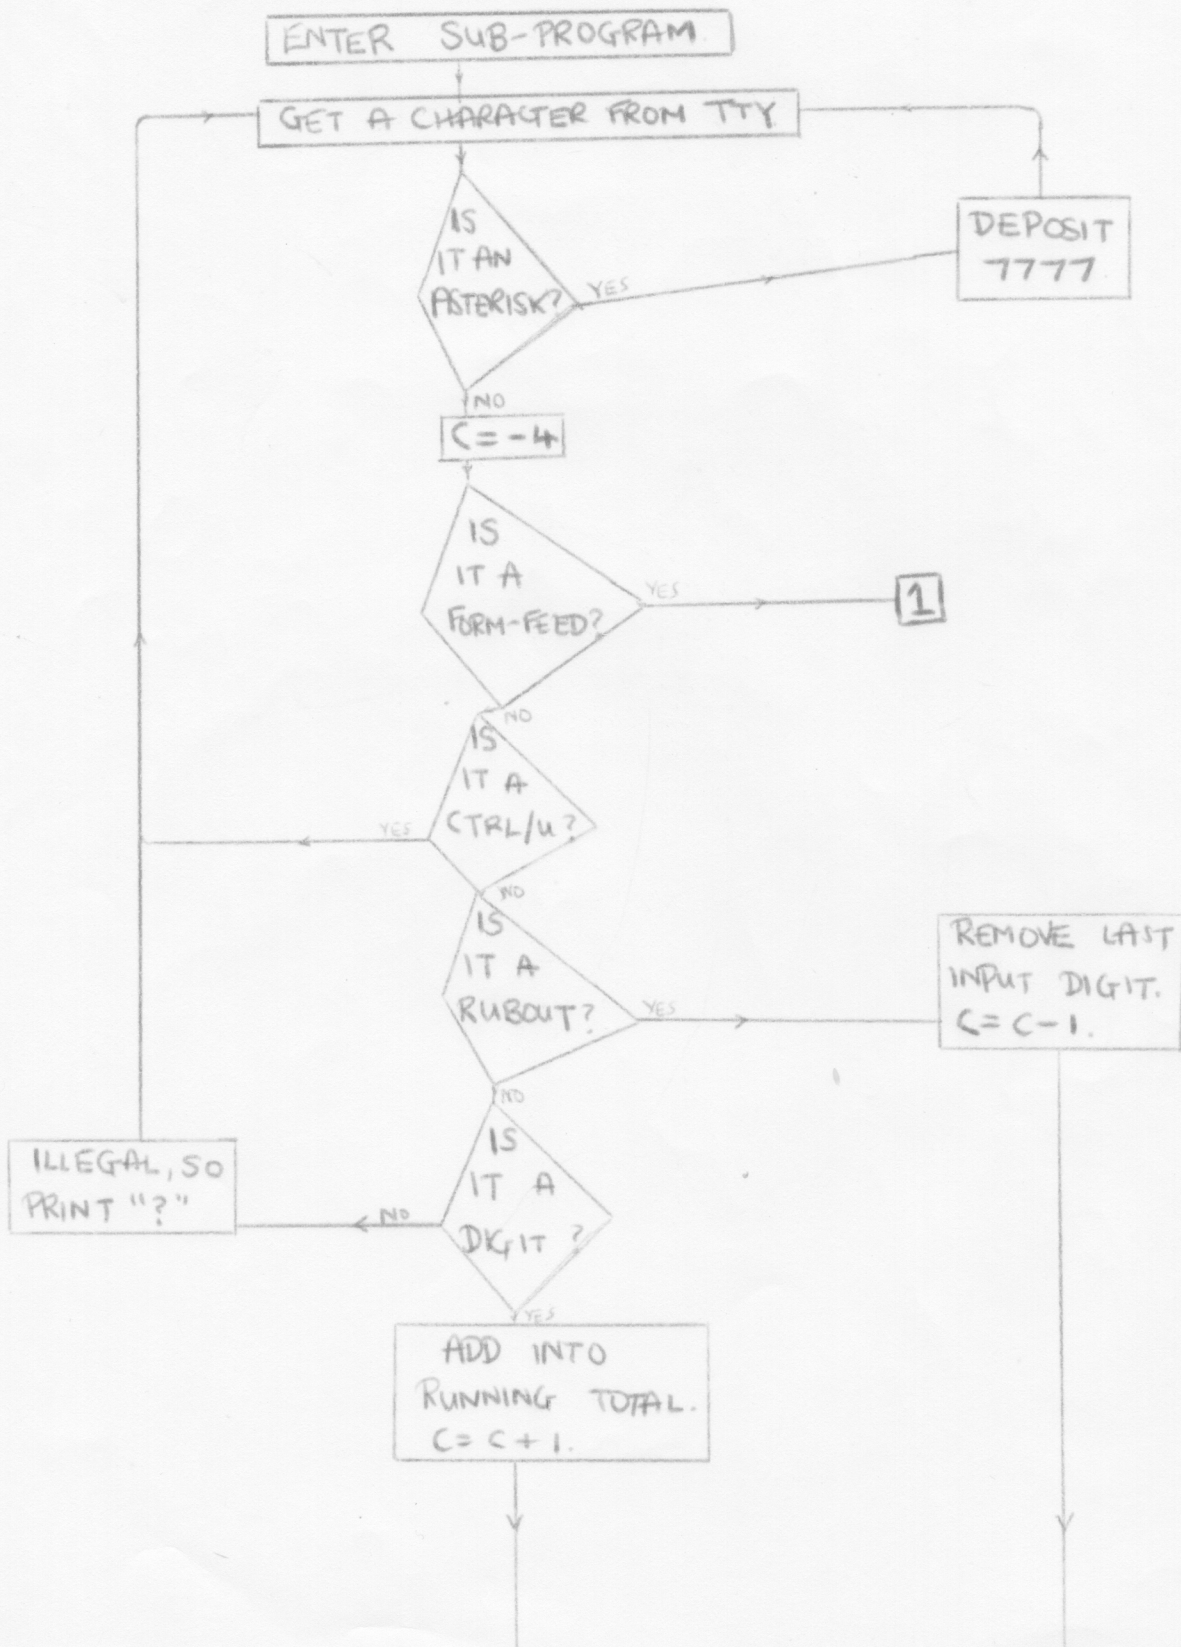 ENTER SUB-PROGRAM
GET A CHARACTER FROM TTY
IS
IT AN
ASTERISK?
YES
DEPOSIT
7777
NO
C=-4
IS
IT A
FORM-FEED?
YES
1
NO
IS
IT A
CTRL/U?
YES
NO
IS
IT A
RUBOUT?
YES
REMOVE LAST
INPUT DIGIT.
C=C-1.
NO
IS
IT A
DIGIT ?
NO
ILLEGAL, SO
PRINT "?"
YES
ADD INTO
RUNNING TOTAL.
C=C+1.